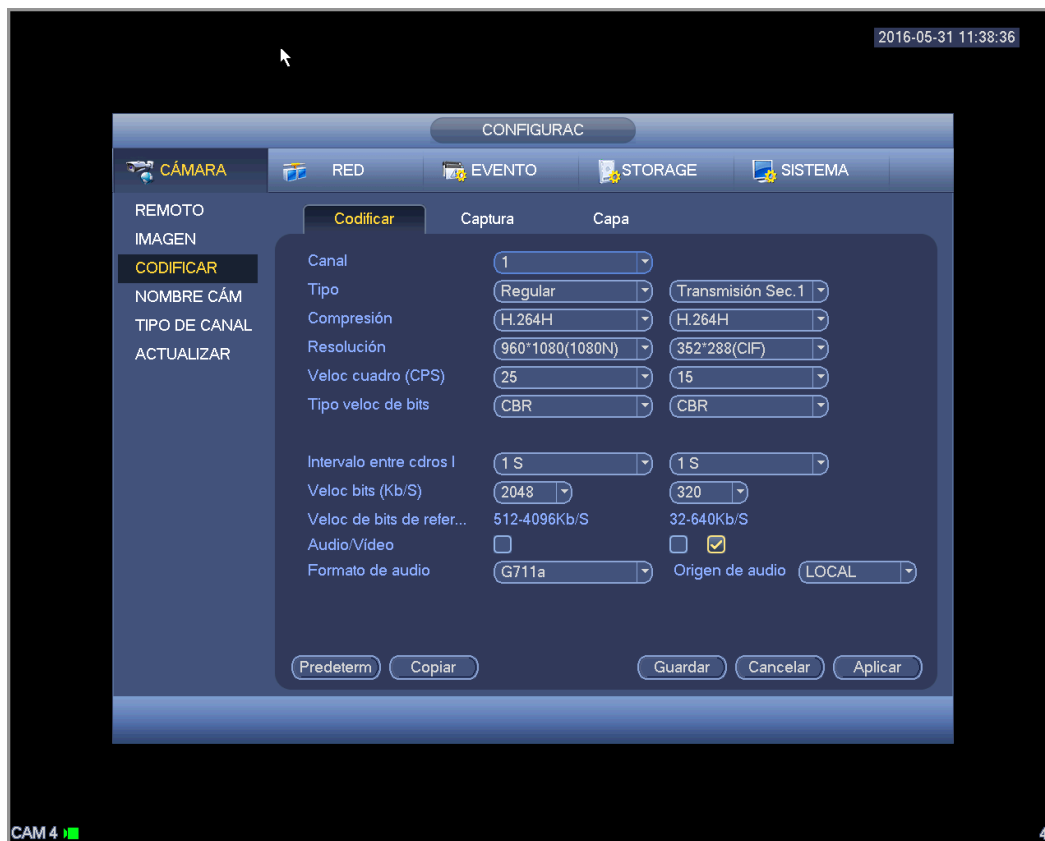 2016-05-31 11:38:36
CONFIGURAC
CÁMARA RED EVENTO STORAGE SISTEMA
REMOTO
IMAGEN
CODIFICAR
NOMBRE CÁM
TIPO DE CANAL
ACTUALIZAR
Codificar Captura Capa
Canal 1
Tipo Regular Transmisión Sec.1
Compresión H.264H H.264H
Resolución 960*1080(1080N) 352*288(CIF)
Veloc cuadro (CPS) 25 15
Tipo veloc de bits CBR CBR
Intervalo entre cdros I 1 S 1 S
Veloc bits (Kb/S) 2048 320
Veloc de bits de refer... 512-4096Kb/S 32-640Kb/S
Audio/Vídeo
Formato de audio G711a Origen de audio LOCAL
Predeterm Copiar Guardar Cancelar Aplicar
CAM 4 4